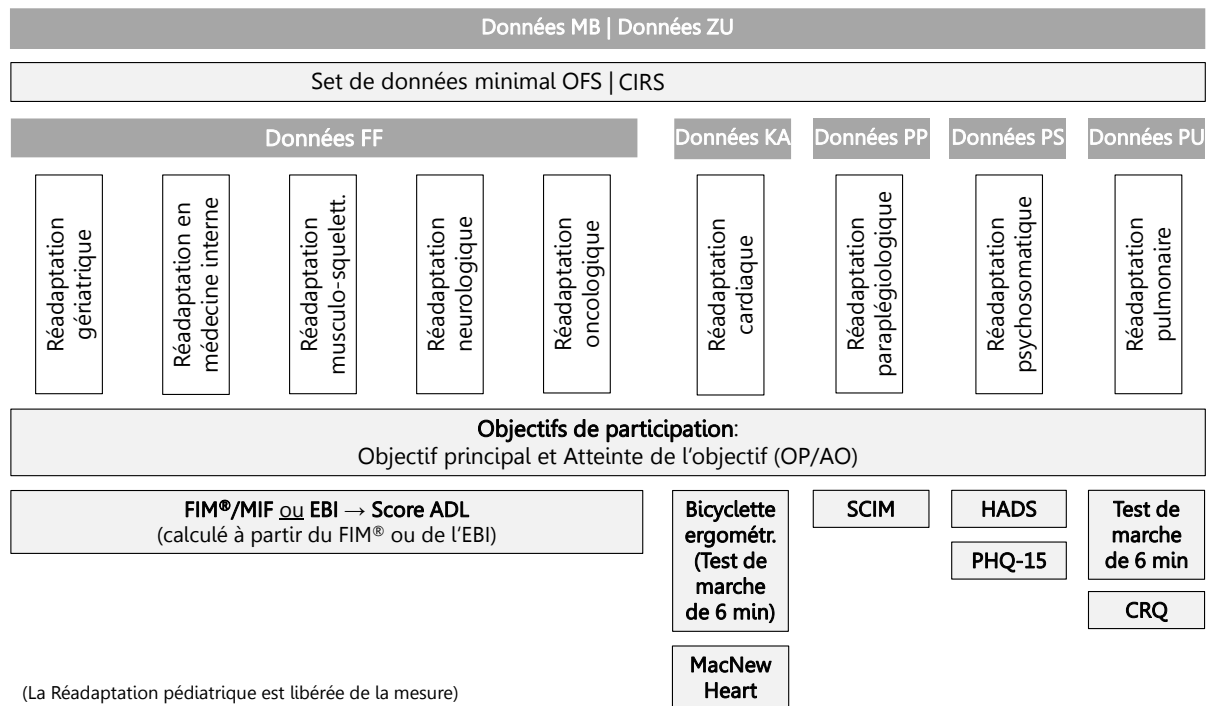 Données MB | Données ZU
Set de données minimal OFS | CIRS
Données FF
Données KA
Données PP
Données PS
Données PU
Réadaptation
gériatrique
Réadaptation en
médecine interne
Réadaptation
musculo-squelett.
Réadaptation
neurologique
Réadaptation
oncologique
Réadaptation
cardiaque
Réadaptation
paraplégiologique
Réadaptation
psychosomatique
Réadaptation
pulmonaire
Objectifs de participation:
Objectif principal et Atteinte de l‘objectif (OP/AO)
FIM®/MIF ou EBI → Score ADL
(calculé à partir du FIM® ou de l’EBI)
Bicyclette
ergométr.
(Test de
marche
de 6 min)
MacNew
Heart
SCIM
HADS
PHQ-15
Test de
marche
de 6 min
CRQ
(La Réadaptation pédiatrique est libérée de la mesure)